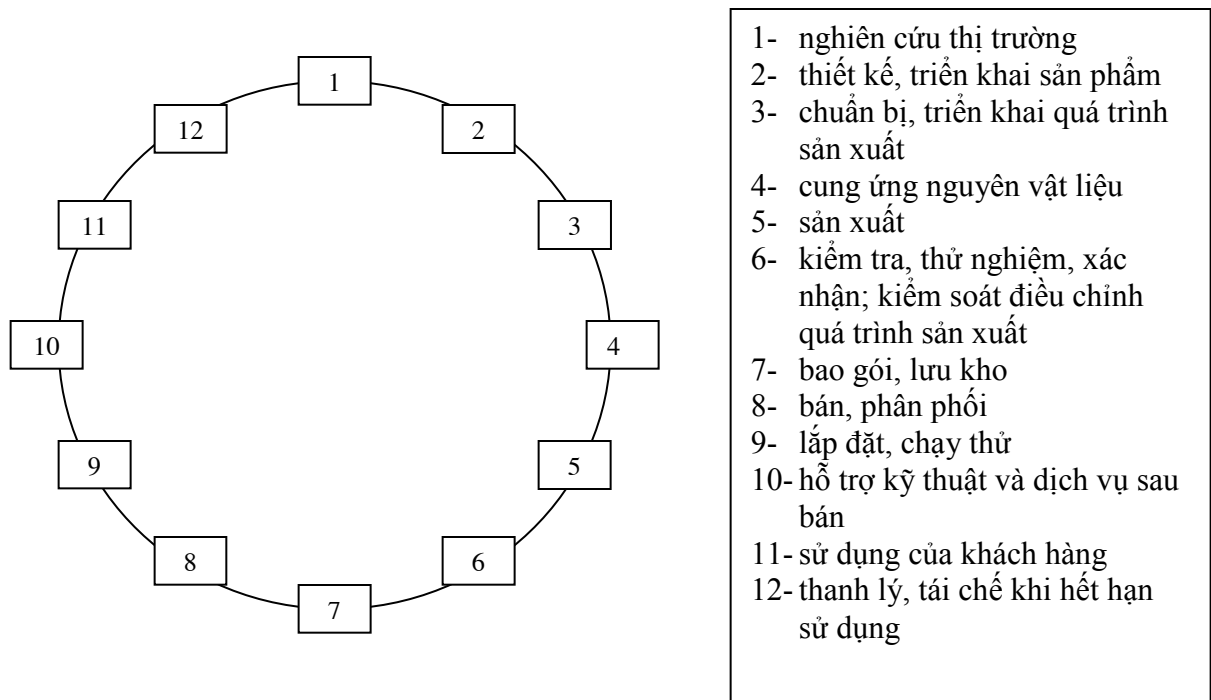 1
2
3
4
5
6
7
8
9
10
11
12
1- nghiên cứu thị trường
2- thiết kế, triển khai sản phẩm
3- chuẩn bị, triển khai quá trình
sản xuất
4- cung ứng nguyên vật liệu
5- sản xuất
6- kiểm tra, thử nghiệm, xác
nhận; kiểm soát điều chỉnh
quá trình sản xuất
7- bao gói, lưu kho
8- bán, phân phối
9- lắp đặt, chạy thử
10- hỗ trợ kỹ thuật và dịch vụ sau
bán
11- sử dụng của khách hàng
12- thanh lý, tái chế khi hết hạn
sử dụng